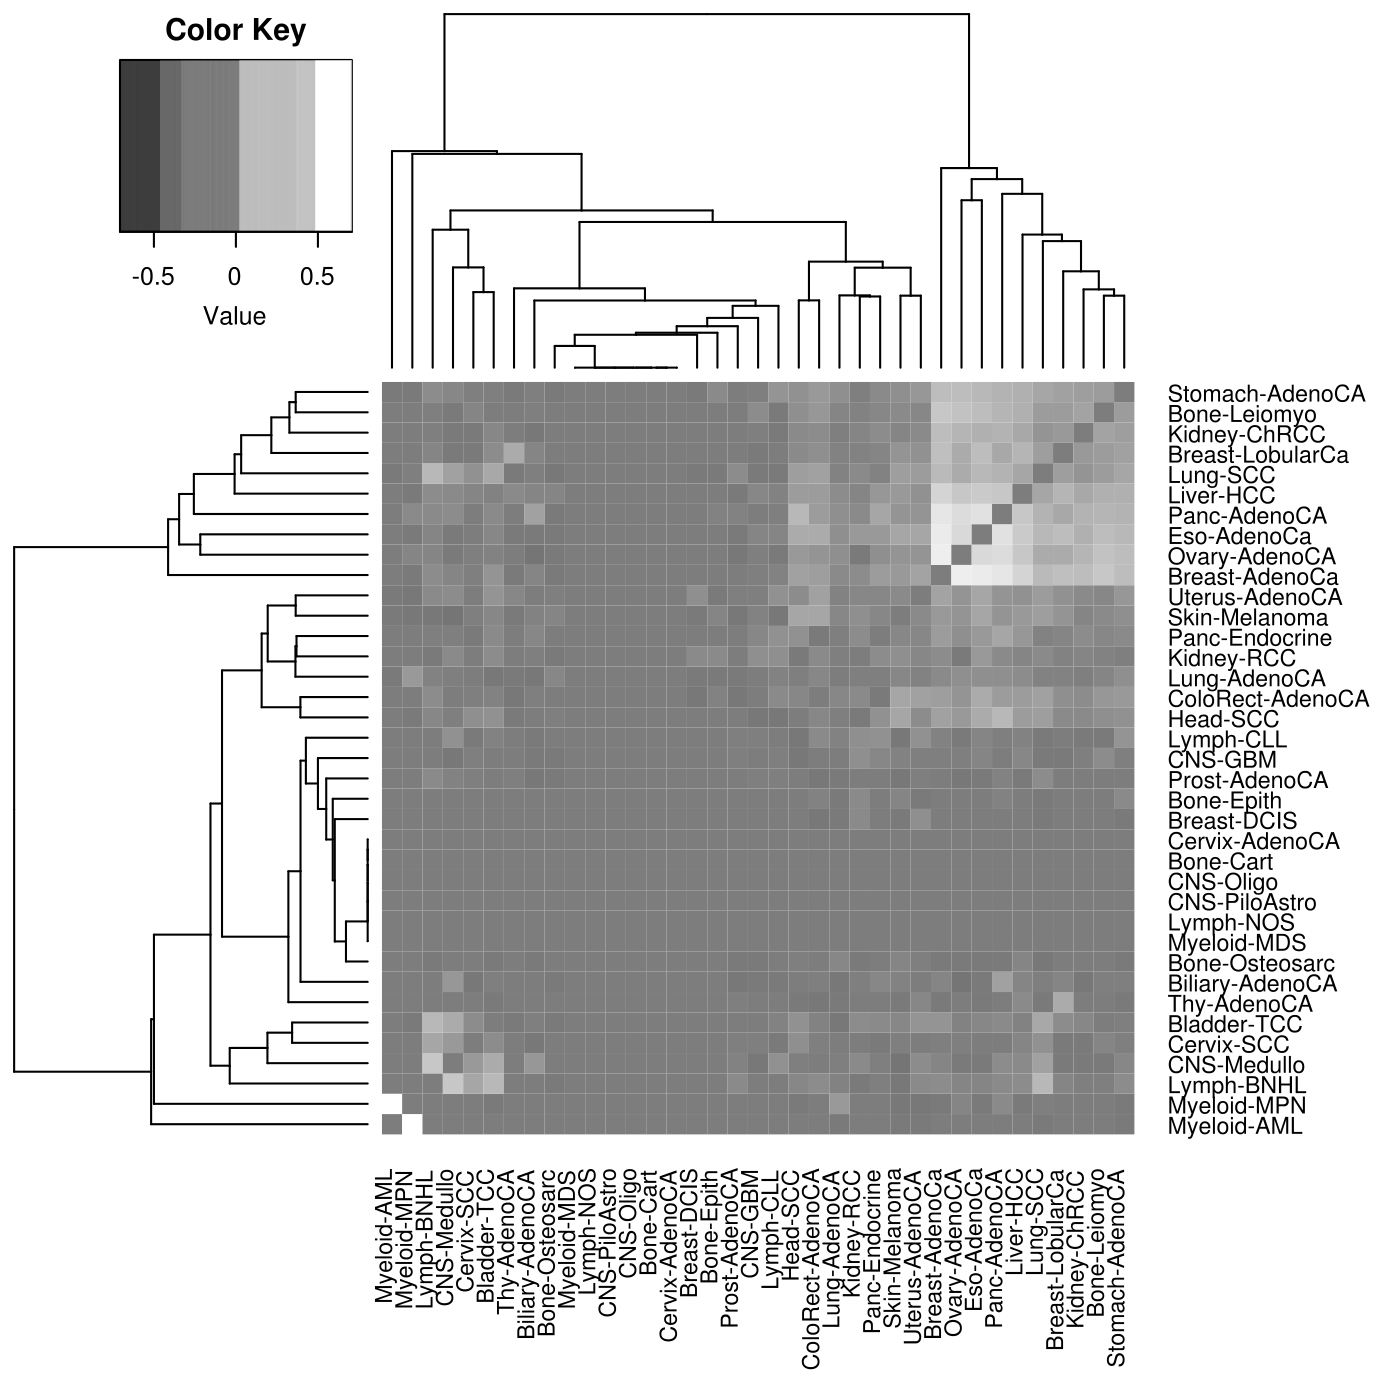 Color Key
-0.5 0 0.5
Value
Stomach-AdenoCA
Bone-Leiomyo
Kidney-ChRCC
Breast-LobularCa
Lung-SCC
Liver-HCC
Panc-AdenoCA
Eso-AdenoCa
Ovary-AdenoCA
Breast-AdenoCa
Uterus-AdenoCA
Skin-Melanoma
Panc-Endocrine
Kidney-RCC
Lung-AdenoCA
ColoRect-AdenoCA
Head-SCC
Lymph-CLL
CNS-GBM
Prost-AdenoCA
Bone-Epith
Breast-DCIS
Cervix-AdenoCA
Bone-Cart
CNS-Oligo
CNS-PiloAstro
Lymph-NOS
Myeloid-MDS
Bone-Osteosarc
Biliary-AdenoCA
Thy-AdenoCA
Bladder-TCC
Cervix-SCC
CNS-Medullo
Lymph-BNHL
Myeloid-MPN
Myeloid-AML
Myeloid-AML
Myeloid-MPN
Lymph-BNHL
CNS-Medullo
Cervix-SCC
Bladder-TCC
Thy-AdenoCA
Biliary-AdenoCA
Bone-Osteosarc
Myeloid-MDS
Lymph-NOS
CNS-PiloAstro
CNS-Oligo
Bone-Cart
Cervix-AdenoCA
Breast-DCIS
Bone-Epith
Prost-AdenoCA
CNS-GBM
Lymph-CLL
Head-SCC
ColoRect-AdenoCA
Lung-AdenoCA
Kidney-RCC
Panc-Endocrine
Skin-Melanoma
Uterus-AdenoCA
Breast-AdenoCa
Ovary-AdenoCA
Eso-AdenoCa
Panc-AdenoCA
Liver-HCC
Lung-SCC
Breast-LobularCa
Kidney-ChRCC
Bone-Leiomyo
Stomach-AdenoCA